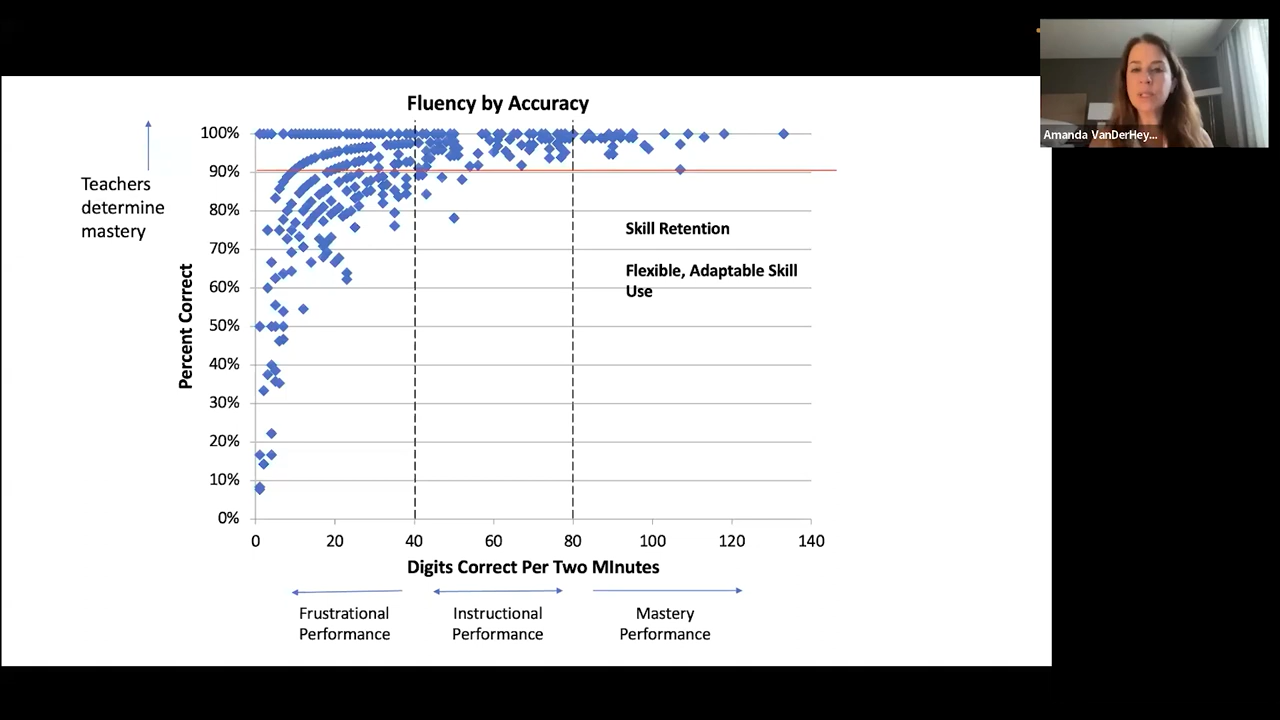 Fluency by Accuracy
Amanda VanDerHey...
Teachers
determine
mastery
Percent Correct
100%
90%
80%
70%
60%
50%
40%
30%
20%
10%
0%
Skill Retention
Flexible, Adaptable Skill
Use
0 20 40 60 80 100 120 140
Digits Correct Per Two MInutes
Frustrational
Performance
Instructional
Performance
Mastery
Performance